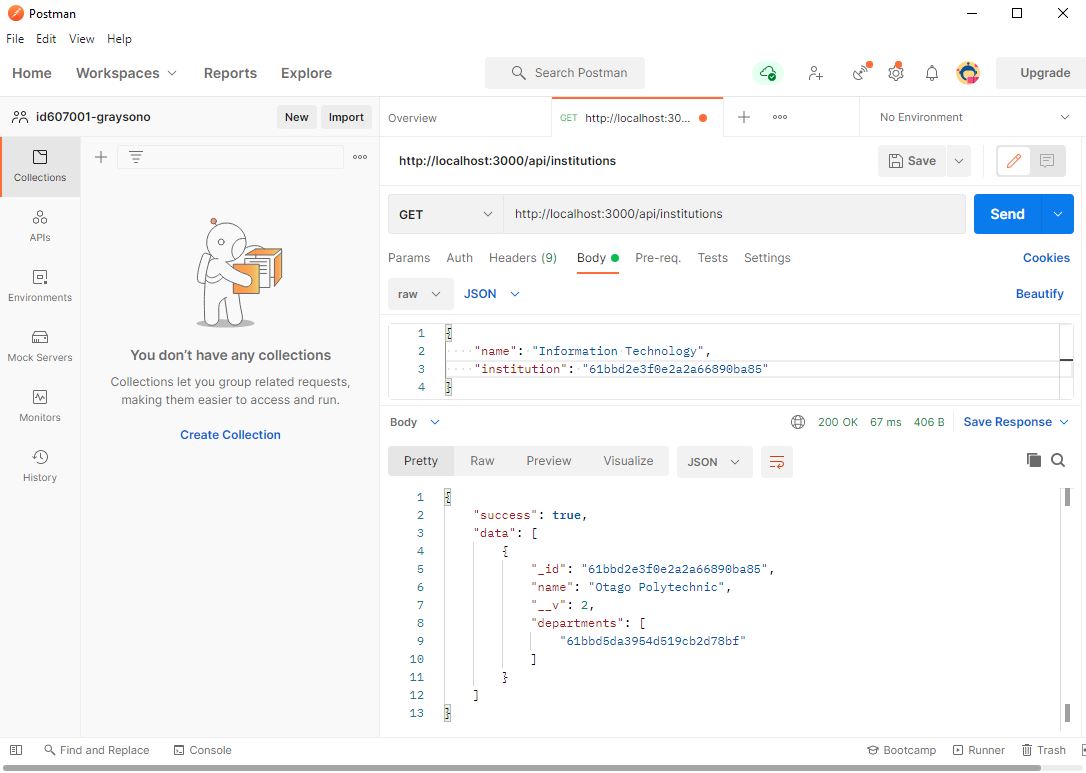 Postman
File Edit View Help
Home Workspaces Reports Explore Search Postman Upgrade
id607001-graysono New Import
Overview GET http://localhost:30... No Environment
Collections
APIs
Environments
Mock Servers
Monitors
History
You don't have any collections
Collections let you group related requests,
making them easier to access and run.
Create Collection
http://localhost:3000/api/institutions Save
GET http://localhost:3000/api/institutions Send
Params Auth Headers (9) Body Pre-req. Tests Settings Cookies
raw JSON Beautify
1 {
2 "name": "Information Technology",
3 "institution": "61bbd2e3f0e2a2a66890ba85"
4 }
Body 200 OK 67 ms 406 B Save Response
Pretty Raw Preview Visualize JSON
1 {
2 "success": true,
3 "data": [
4 {
5 "_id": "61bbd2e3f0e2a2a66890ba85",
6 "name": "Otago Polytechnic",
7 "__v": 2,
8 "departments": [
9 "61bbd5da3954d519cb2d78bf"
10 ]
11 }
12 ]
13 }
Find and Replace Console Bootcamp Runner Trash